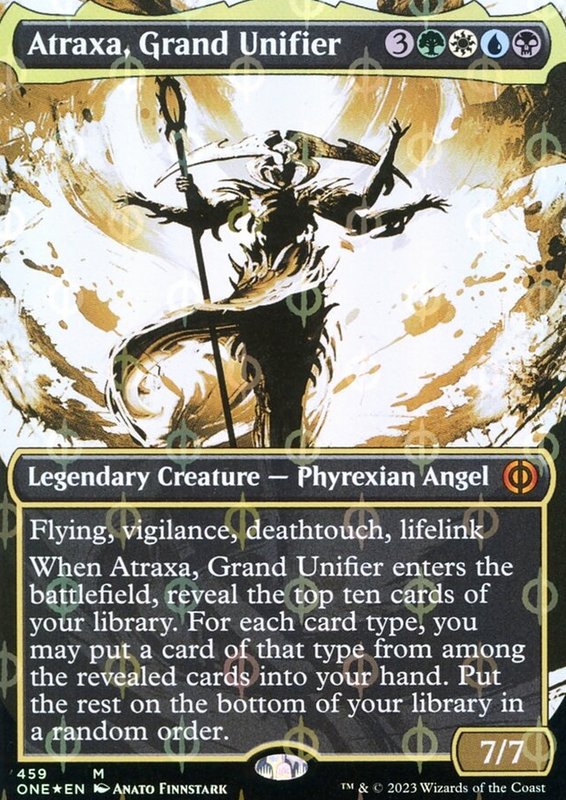 Atraxa, Grand Unifier 3
Legendary Creature — Phyrexian Angel
Flying, vigilance, deathtouch, lifelink
When Atraxa, Grand Unifier enters the
battlefield, reveal the top ten cards of
your library. For each card type, you
may put a card of that type from among
the revealed cards into your hand. Put
the rest on the bottom of your library in
a random order.
7/7
459 M
ONE★EN ANATO FINNSTARK
™ & © 2023 Wizards of the Coast